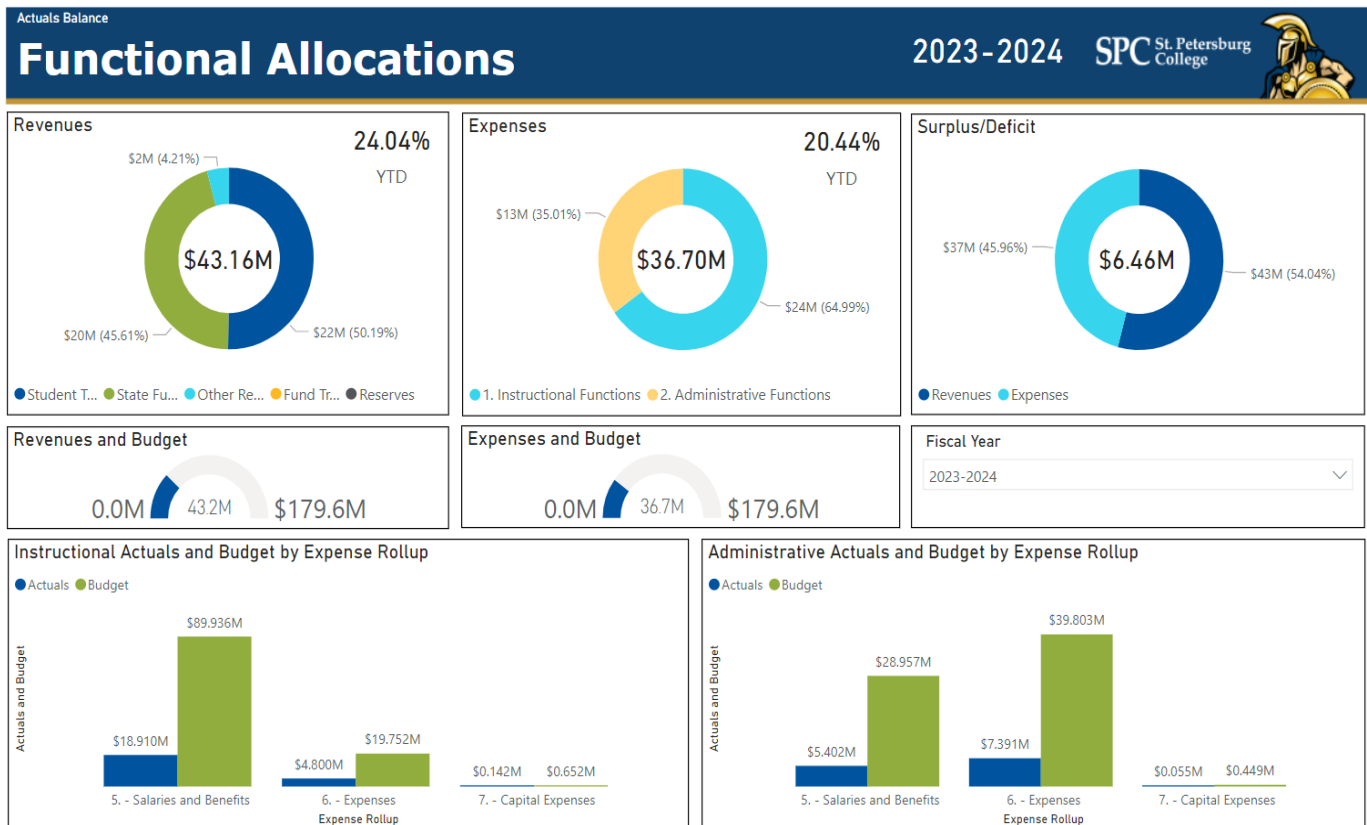 Actuals Balance
Functional Allocations
2023-2024
SPC St. Petersburg
College
Revenues
24.04%
YTD
$2M (4.21%)
$43.16M
$20M (45.61%)
$22M (50.19%)
Student T... State Fu... Other Re... Fund Tr... Reserves
Expenses
20.44%
YTD
$13M (35.01%)
$36.70M
$24M (64.99%)
1. Instructional Functions 2. Administrative Functions
Surplus/Deficit
$37M (45.96%)
$6.46M
$43M (54.04%)
Revenues Expenses
Revenues and Budget
0.0M 43.2M $179.6M
Expenses and Budget
0.0M 36.7M $179.6M
Fiscal Year
2023-2024
Instructional Actuals and Budget by Expense Rollup
Actuals Budget
Actuals and Budget
$89.936M
$18.910M
$19.752M
$4.800M
$0.142M $0.652M
5. - Salaries and Benefits 6. - Expenses 7. - Capital Expenses
Expense Rollup
Administrative Actuals and Budget by Expense Rollup
Actuals Budget
Actuals and Budget
$39.803M
$28.957M
$5.402M
$7.391M
$0.055M $0.449M
5. - Salaries and Benefits 6. - Expenses 7. - Capital Expenses
Expense Rollup